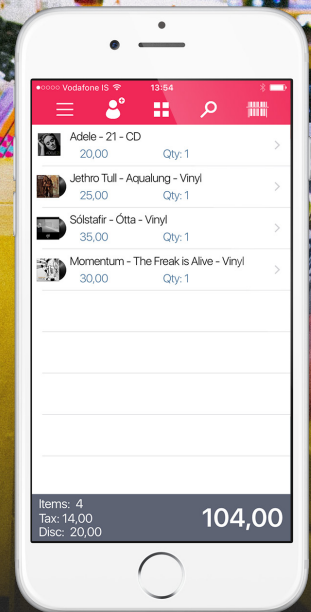 Vodafone IS 13:54
Adele - 21 - CD
20,00 Qty: 1
Jethro Tull - Aqualung - Vinyl
25,00 Qty: 1
Sólstafir - Ótta - Vinyl
35,00 Qty: 1
Momentum - The Freak is Alive - Vinyl
30,00 Qty: 1
Items: 4
Tax: 14,00
Disc: 20,00
104,00